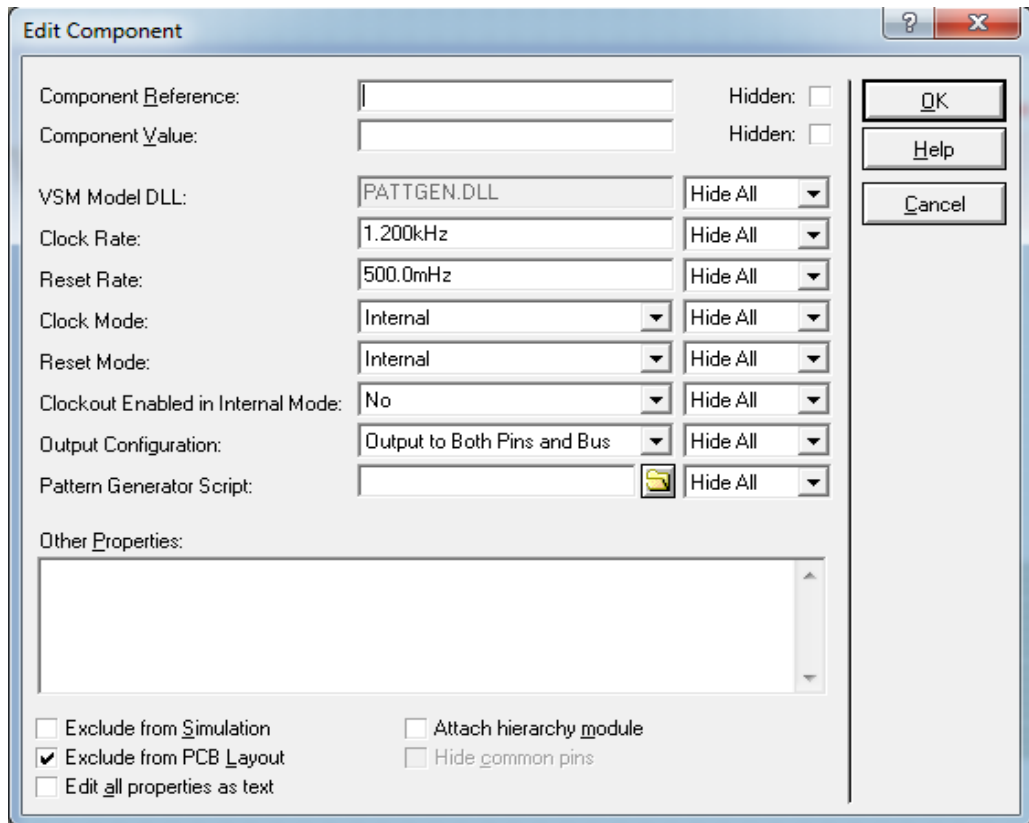 Edit Component
Component Reference: Hidden:
Component Value: Hidden:
VSM Model DLL: PATTGEN.DLL Hide All
Clock Rate: 1.200kHz Hide All
Reset Rate: 500.0mHz Hide All
Clock Mode: Internal Hide All
Reset Mode: Internal Hide All
Clockout Enabled in Internal Mode: No Hide All
Output Configuration: Output to Both Pins and Bus Hide All
Pattern Generator Script: Hide All
Other Properties:
Exclude from Simulation Attach hierarchy module
Exclude from PCB Layout Hide common pins
Edit all properties as text
OK
Help
Cancel